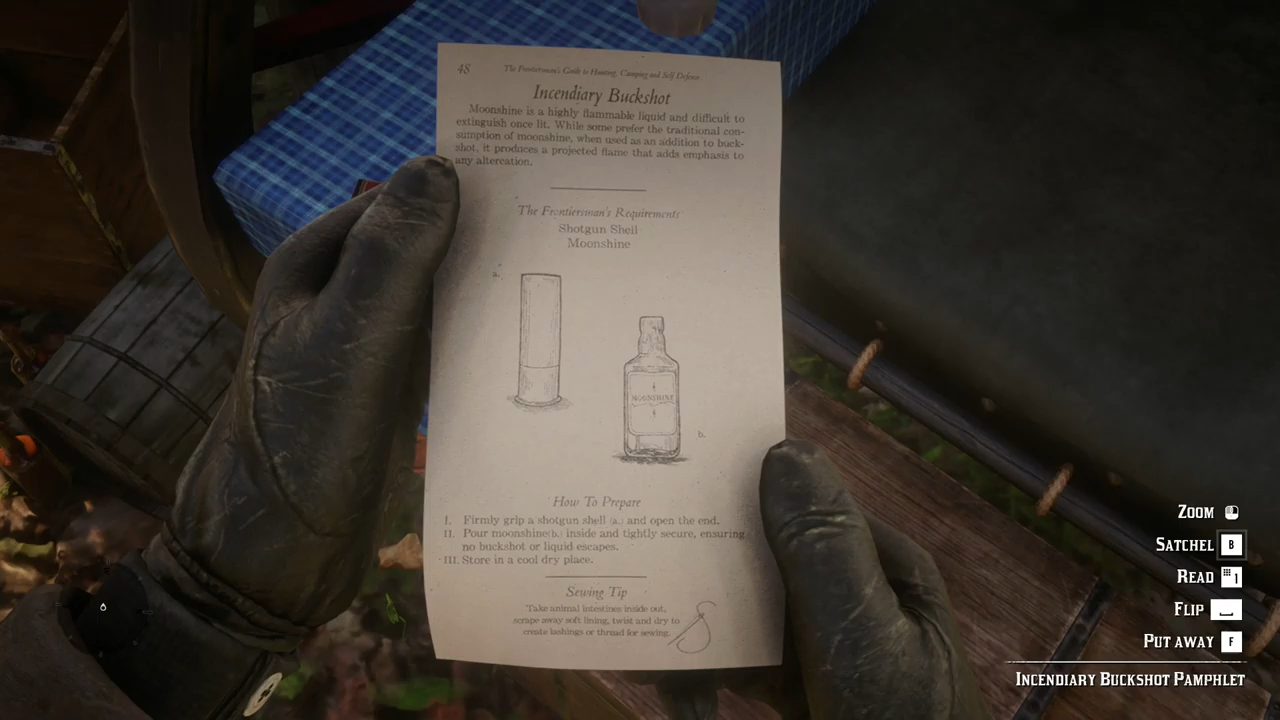 48 The Frontiersman's Guide to Hunting, Camping and Self Defense
Incendiary Buckshot
Moonshine is a highly flammable liquid and difficult to
extinguish once lit. While some prefer the traditional con-
sumption of moonshine, when used as an addition to buck-
shot, it produces a projected flame that adds emphasis to
any altercation.
The Frontiersman's Requirements
Shotgun Shell
Moonshine
a.
MOONSHINE
b.
How To Prepare
I. Firmly grip a shotgun shell (a.) and open the end.
II. Pour moonshine(b.) inside and tightly secure, ensuring
no buckshot or liquid escapes.
III. Store in a cool dry place.
Sewing Tip
Take animal intestines inside out,
scrape away soft lining, twist and dry to
create lashings or thread for sewing.
ZOOM
SATCHEL B
READ 1
FLIP
PUT AWAY F
INCENDIARY BUCKSHOT PAMPHLET